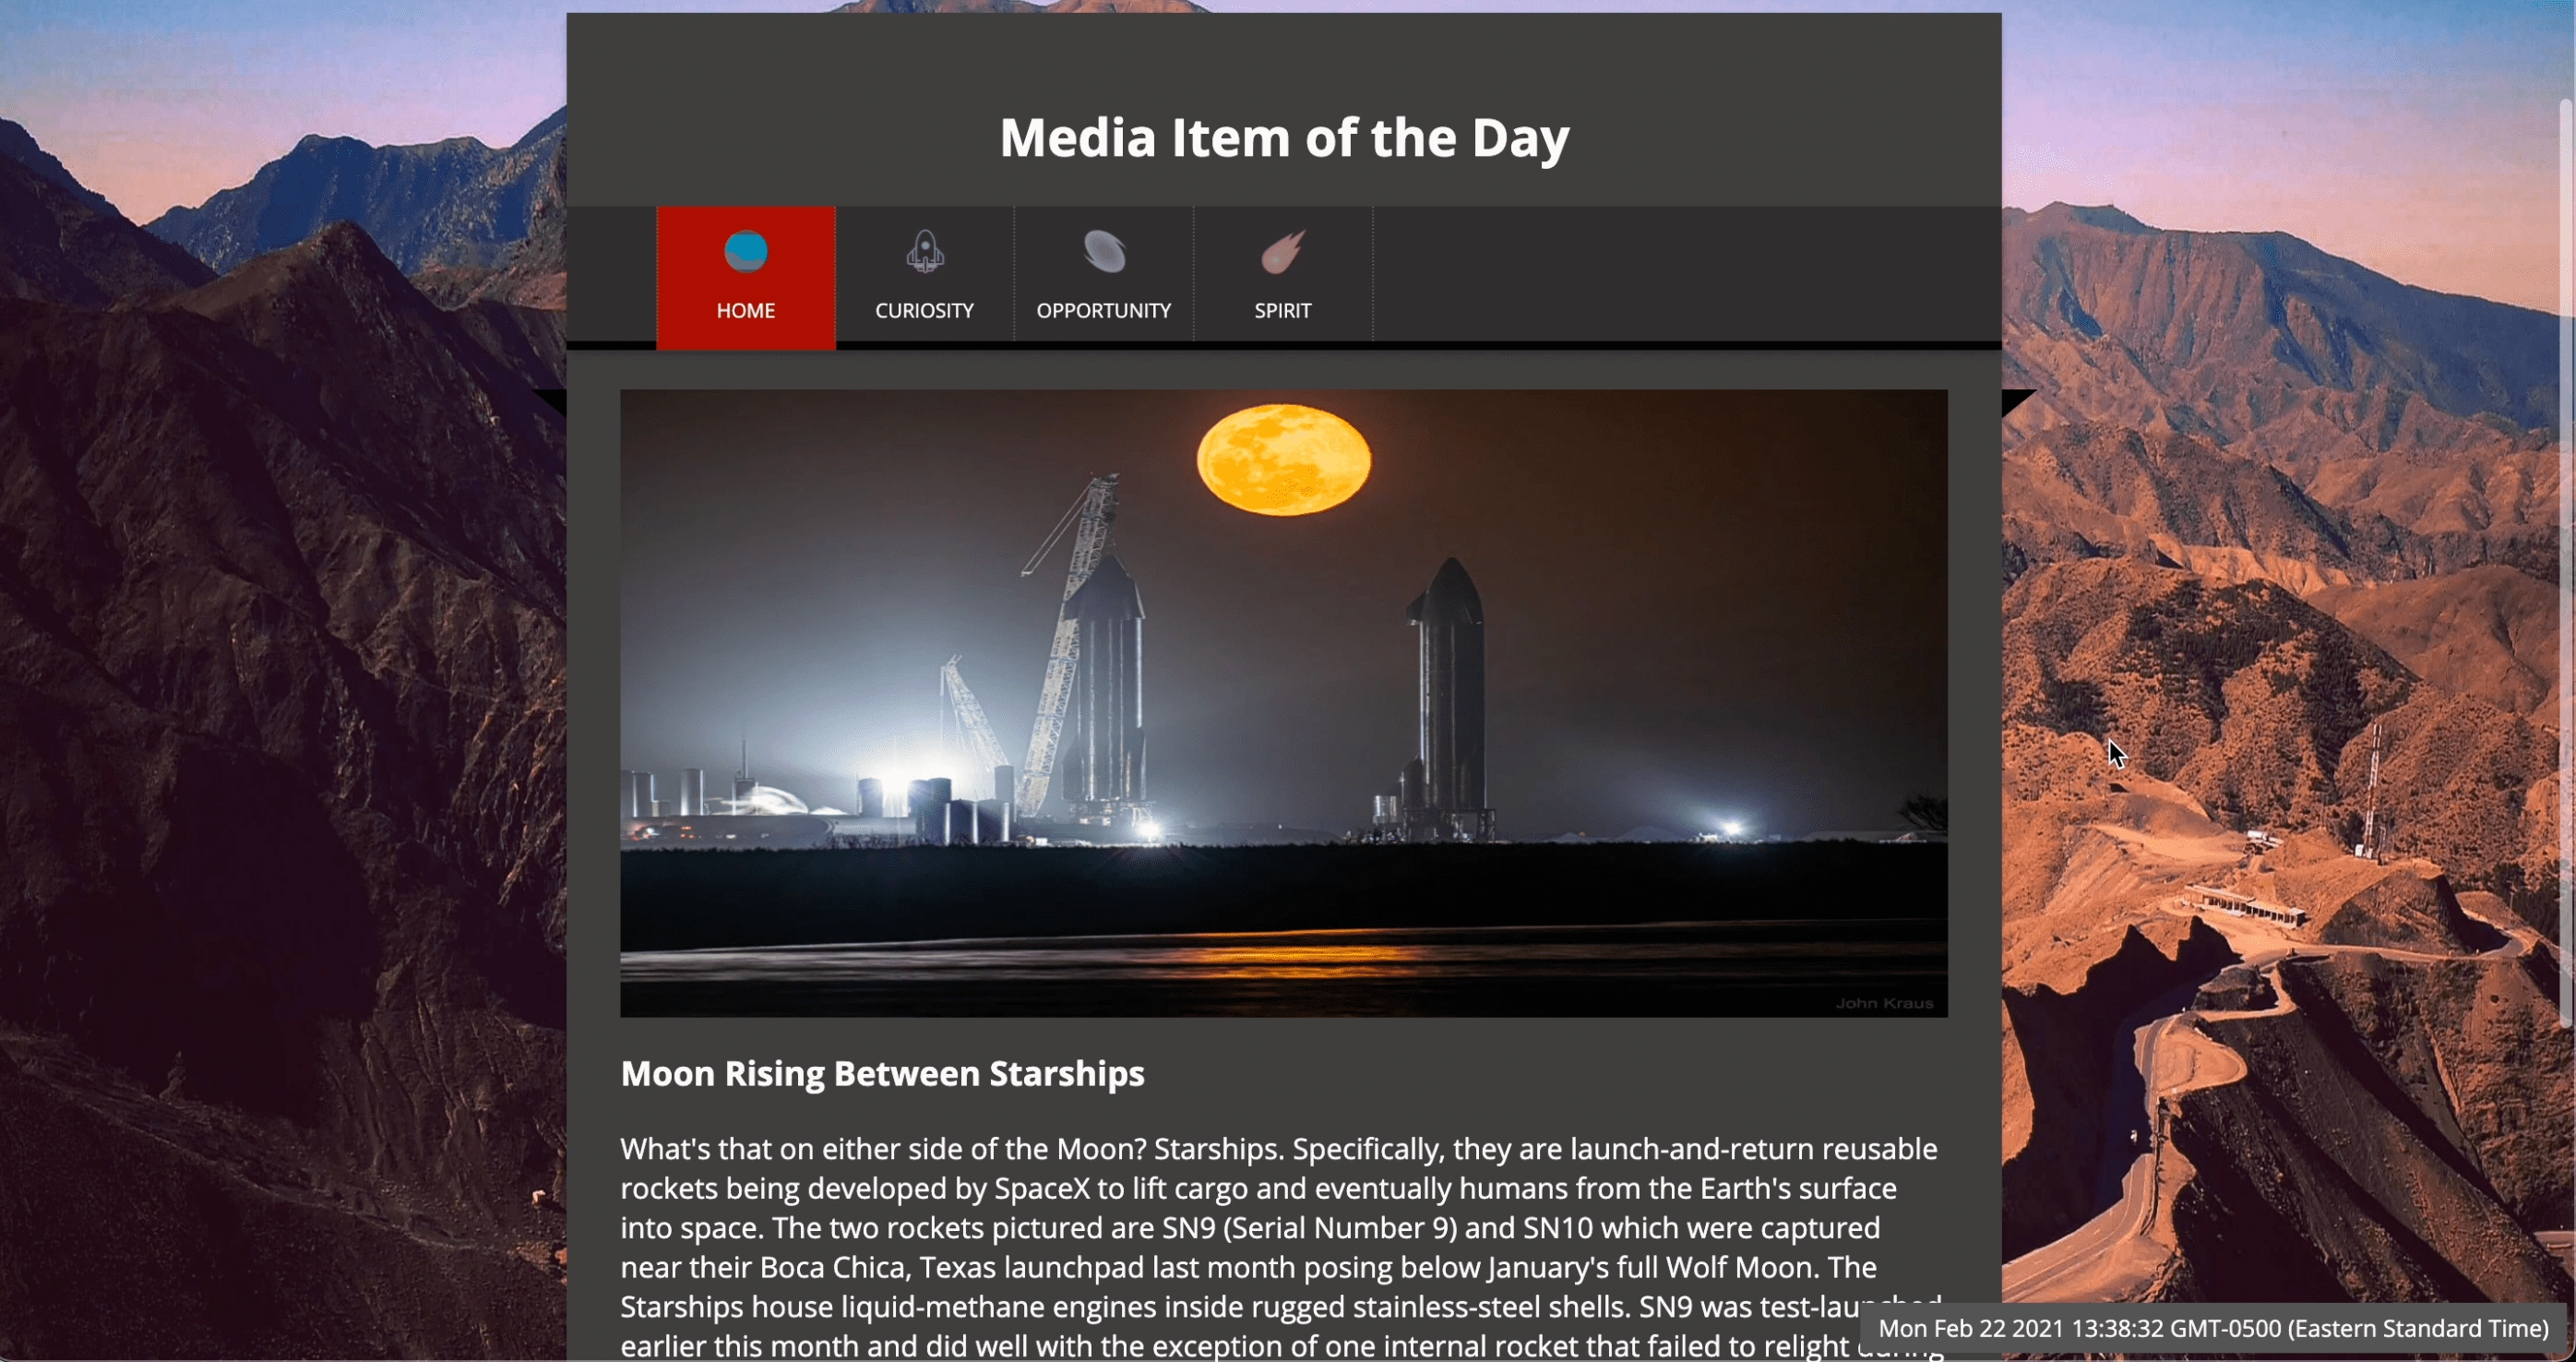 Media Item of the Day
HOME
CURIOSITY
OPPORTUNITY
SPIRIT
John Kraus
Moon Rising Between Starships
What's that on either side of the Moon? Starships. Specifically, they are launch-and-return reusable
rockets being developed by SpaceX to lift cargo and eventually humans from the Earth's surface
into space. The two rockets pictured are SN9 (Serial Number 9) and SN10 which were captured
near their Boca Chica, Texas launchpad last month posing below January's full Wolf Moon. The
Starships house liquid-methane engines inside rugged stainless-steel shells. SN9 was test-launched
earlier this month and did well with the exception of one internal rocket that failed to relight during
Mon Feb 22 2021 13:38:32 GMT-0500 (Eastern Standard Time)